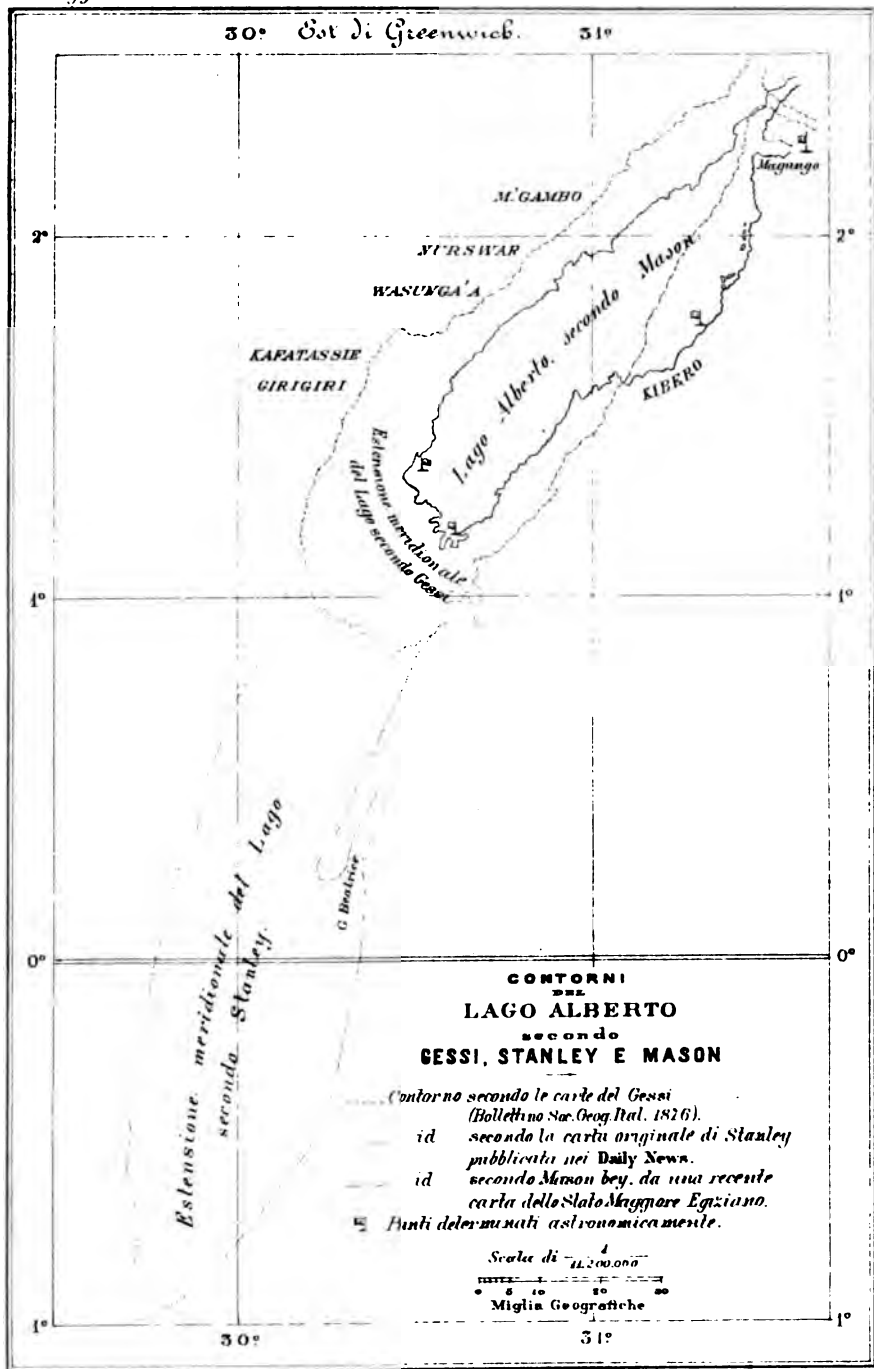 30° Est di Greenwich. 31°
Magungo
M'GAMBO
2° 2°
NURSWAR
WASUNGA'A
KAFATASSIE
GIRIGIRI
KIBERO
Lago Alberto, secondo Mason.
Estensione meridionale
del Lago secondo Gessi
1° 1°
Estensione meridionale del Lago
secondo Stanley.
G. Beatrice
0° 0°
CONTORNI
DEL
LAGO ALBERTO
secondo
GESSI, STANLEY E MASON
Contorno secondo le carte del Gessi
(Bollettino Soc. Geog. Ital. 1876).
id secondo la carta originale di Stanley
pubblicata nei Daily News.
id secondo Mason bey, da una recente
carta dello Stato Maggiore Egiziano.
Punti determinati astronomicamente.
Scala di
0 5 10 20 30
Miglia Geografiche
1° 1°
30° 31°